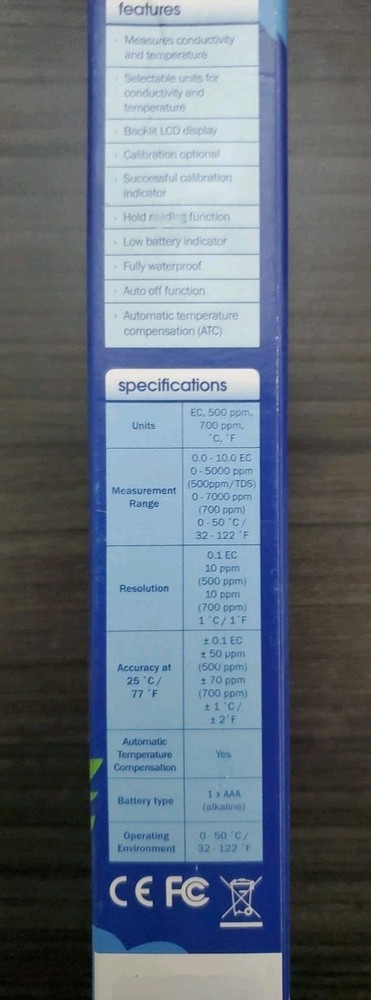 features
Measures conductivity
and temperature
Selectable units for
conductivity and
temperature
Backlit LCD display
Calibration optional
Successful calibration
indicator
Hold reading function
Low battery indicator
Fully waterproof
Auto off function
Automatic temperature
compensation (ATC)
specifications
Units
EC, 500 ppm,
700 ppm,
°C, °F
Measurement
Range
0.0 - 10.0 EC
0 - 5000 ppm
(500ppm/TDS)
0 - 7000 ppm
(700 ppm)
0 - 50 °C /
32 - 122 °F
Resolution
0.1 EC
10 ppm
(500 ppm)
10 ppm
(700 ppm)
1 °C / 1°F
Accuracy at
25 °C /
77 °F
± 0.1 EC
± 50 ppm
(500 ppm)
± 70 ppm
(700 ppm)
± 1 °C /
± 2°F
Automatic
Temperature
Compensation
Yes
Battery type
1 x AAA
(alkaline)
Operating
Environment
0 - 50 °C /
32 - 122 °F
CE FC